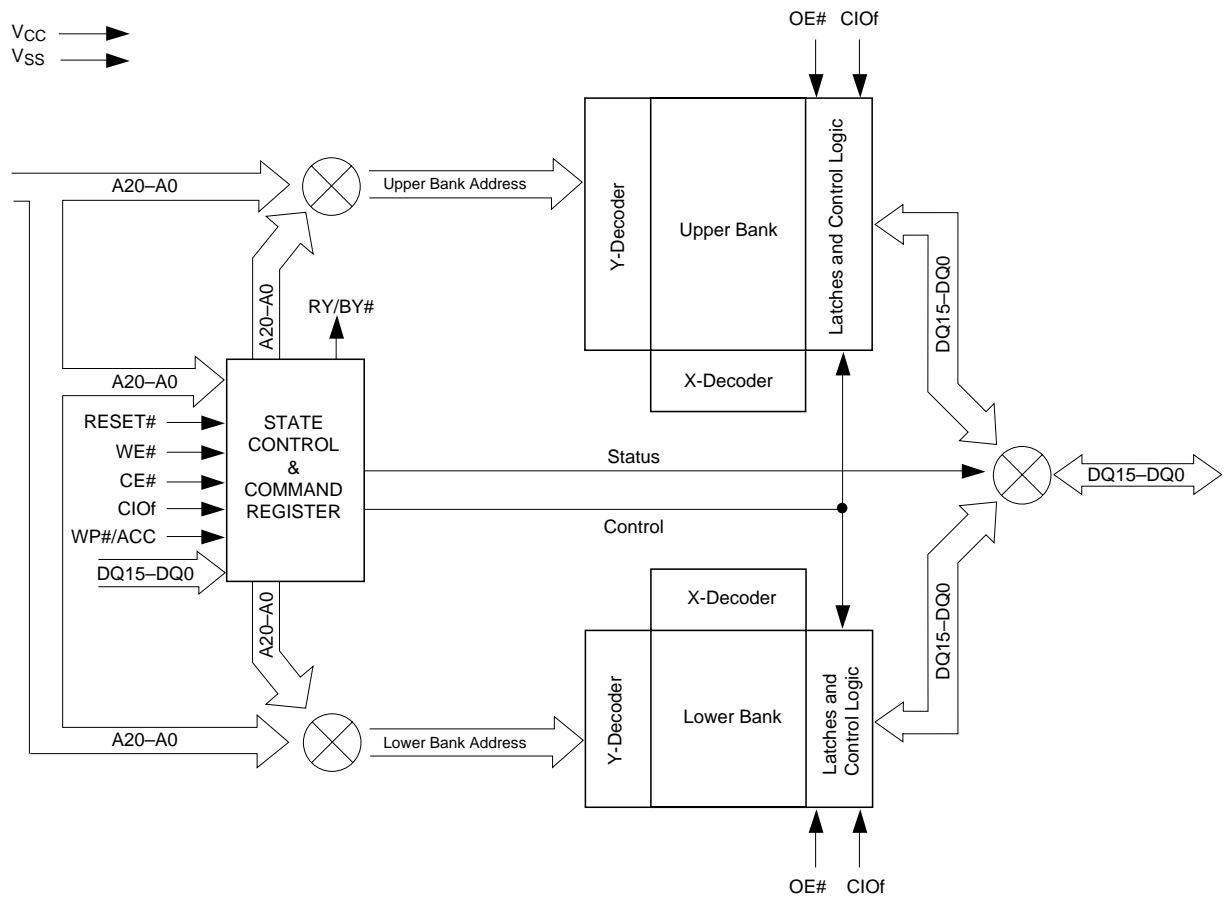 OE# CIOf
VCC
VSS
A20–A0
Upper Bank Address
Y-Decoder
Upper Bank
Latches and Control Logic
X-Decoder
A20–A0
RY/BY#
DQ15–DQ0
A20–A0
RESET#
WE#
CE#
CIOf
WP#/ACC
DQ15–DQ0
STATE
CONTROL
&
COMMAND
REGISTER
Status
Control
DQ15–DQ0
A20–A0
X-Decoder
DQ15–DQ0
A20–A0
Lower Bank Address
Y-Decoder
Lower Bank
Latches and
Control Logic
OE# CIOf